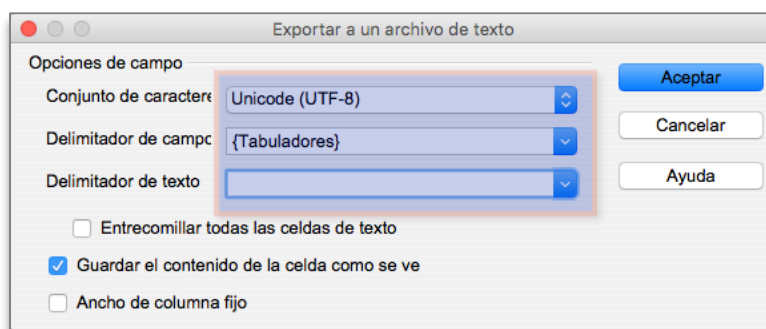 Exportar a un archivo de texto
Opciones de campo
Conjunto de caractere Unicode (UTF-8)
Aceptar
Delimitador de campo {Tabuladores}
Cancelar
Delimitador de texto
Ayuda
Entrecomillar todas las celdas de texto
Guardar el contenido de la celda como se ve
Ancho de columna fijo